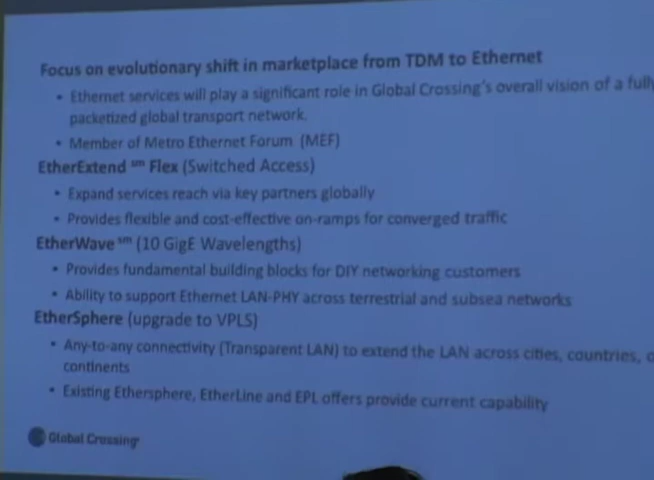 Focus on evolutionary shift in marketplace from TDM to Ethernet
• Ethernet services will play a significant role in Global Crossing's overall vision of a fully
packetized global transport network.
• Member of Metro Ethernet Forum (MEF)
EtherExtend ℠ Flex (Switched Access)
• Expand services reach via key partners globally
• Provides flexible and cost-effective on-ramps for converged traffic
EtherWave ℠ (10 GigE Wavelengths)
• Provides fundamental building blocks for DIY networking customers
• Ability to support Ethernet LAN-PHY across terrestrial and subsea networks
EtherSphere (upgrade to VPLS)
• Any-to-any connectivity (Transparent LAN) to extend the LAN across cities, countries,
continents
• Existing Ethersphere, EtherLine and EPL offers provide current capability
Global Crossing